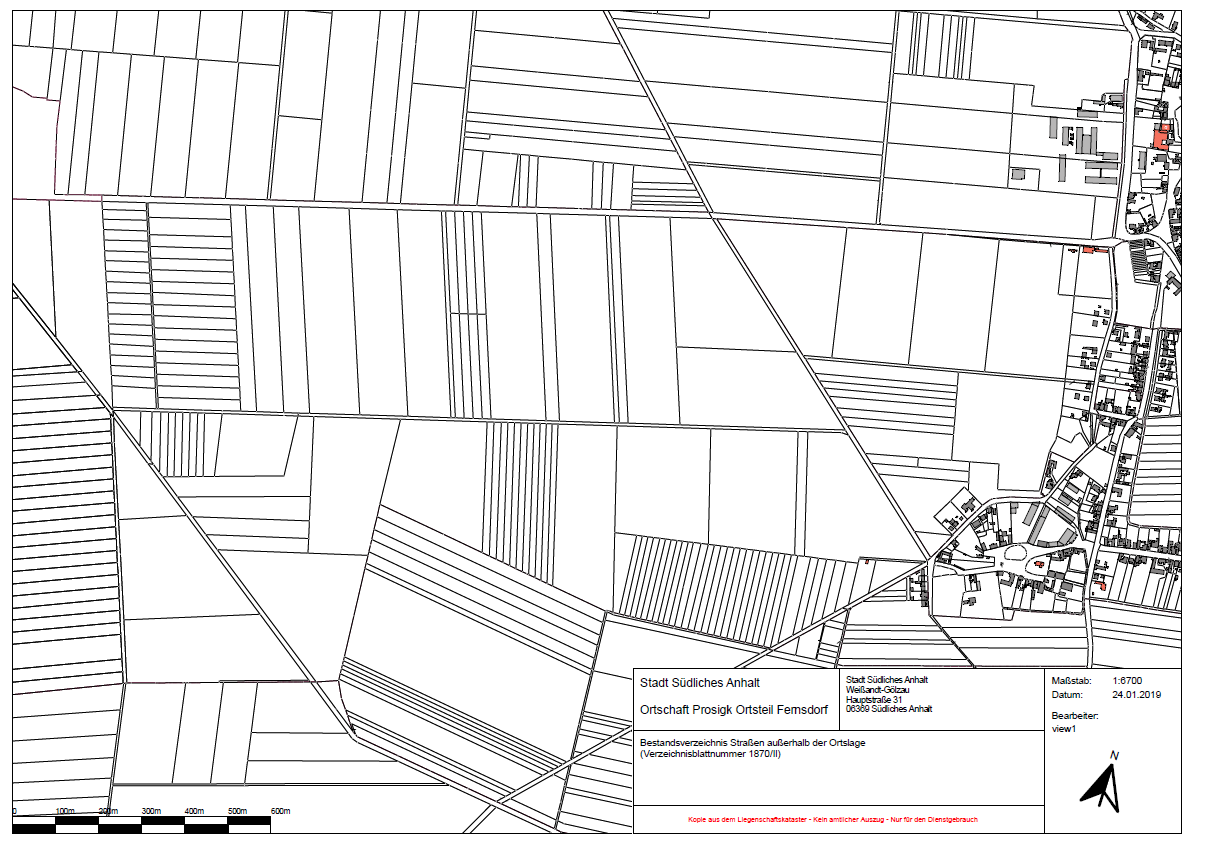 Stadt Südliches Anhalt
Ortschaft Prosigk Ortsteil Fernsdorf
Stadt Südliches Anhalt
Weißandt-Gölzau
Hauptstraße 31
06369 Südliches Anhalt
Maßstab: 1:6700
Datum: 24.01.2019
Bearbeiter:
view1
Bestandsverzeichnis Straßen außerhalb der Ortslage
(Verzeichnisblattnummer 1870/II)
N
Kopie aus dem Liegenschaftskataster - Kein amtlicher Auszug - Nur für den Dienstgebrauch
0 100m 200m 300m 400m 500m 600m